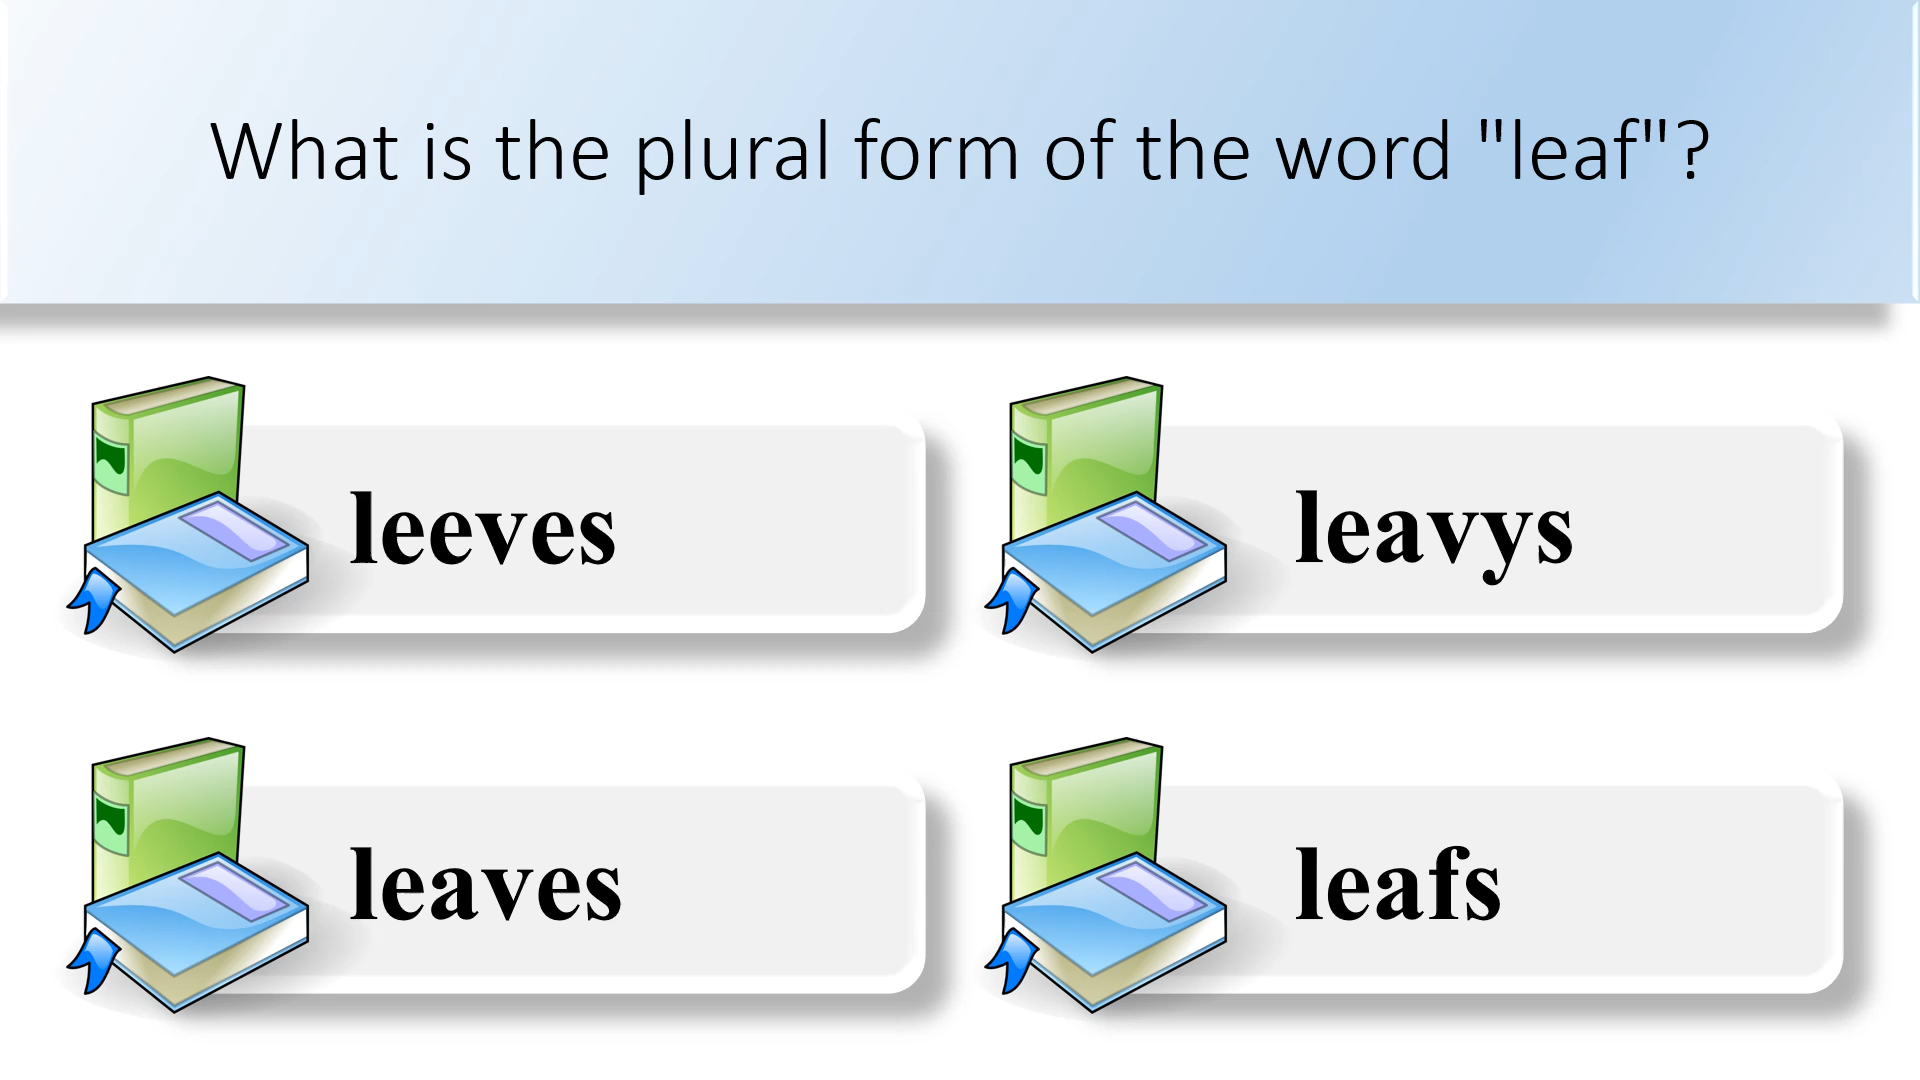 What is the plural form of the word "leaf"?
leeves
leavys
leaves
leafs